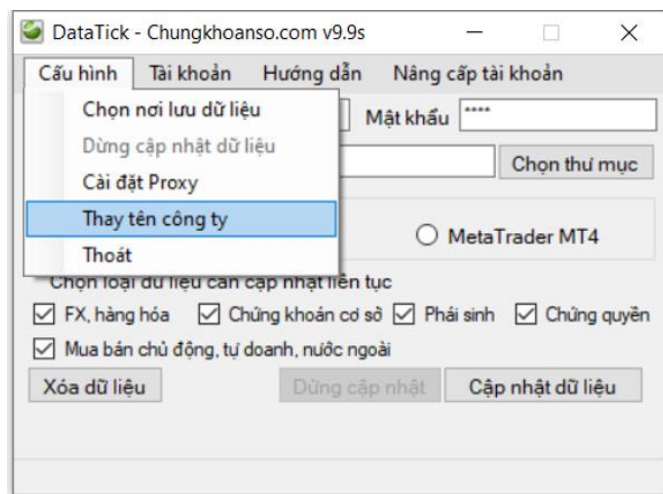 DataTick - Chungkhoanso.com v9.9s
Cấu hình Tài khoản Hướng dẫn Nâng cấp tài khoản
Chọn nơi lưu dữ liệu
Mật khẩu ****
Dừng cập nhật dữ liệu
Chọn thư mục
Cài đặt Proxy
Thay tên công ty
MetaTrader MT4
Thoát
Chọn loại dữ liệu cần cập nhật liên tục
FX, hàng hóa Chứng khoán cơ sở Phái sinh Chứng quyền
Mua bán chủ động, tự doanh, nước ngoài
Xóa dữ liệu Dừng cập nhật Cập nhật dữ liệu